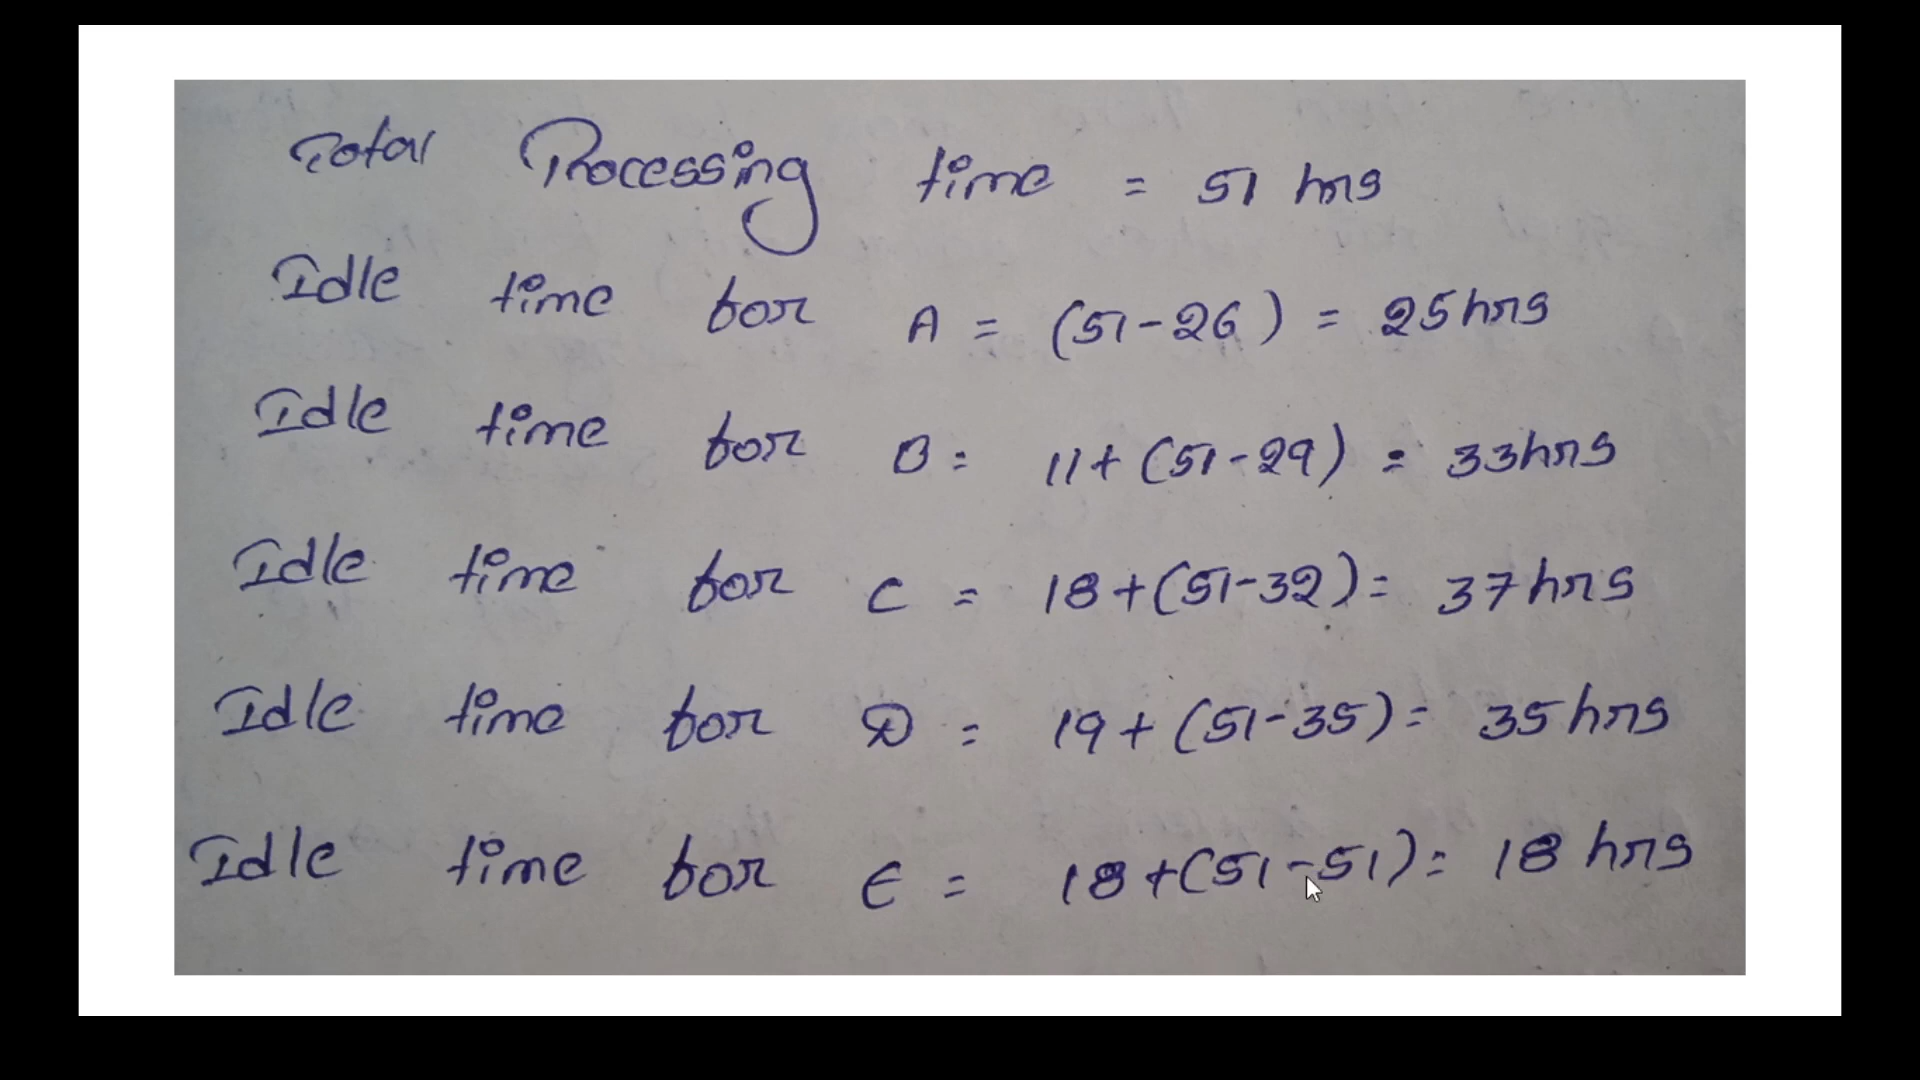 Total Processing time = 51 hrs
Idle time for A = (51-26) = 25hrs
Idle time for B = 11+(51-29) = 33hrs
Idle time for C = 18+(51-32) = 37hrs
Idle time for D = 19+(51-35) = 35hrs
Idle time for E = 18+(51-51) = 18 hrs